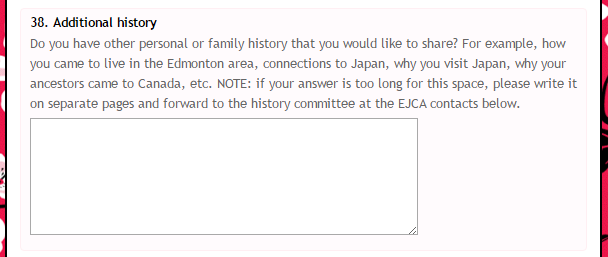 38. Additional history
Do you have other personal or family history that you would like to share? For example, how
you came to live in the Edmonton area, connections to Japan, why you visit Japan, why your
ancestors came to Canada, etc. NOTE: if your answer is too long for this space, please write it
on separate pages and forward to the history committee at the EJCA contacts below.